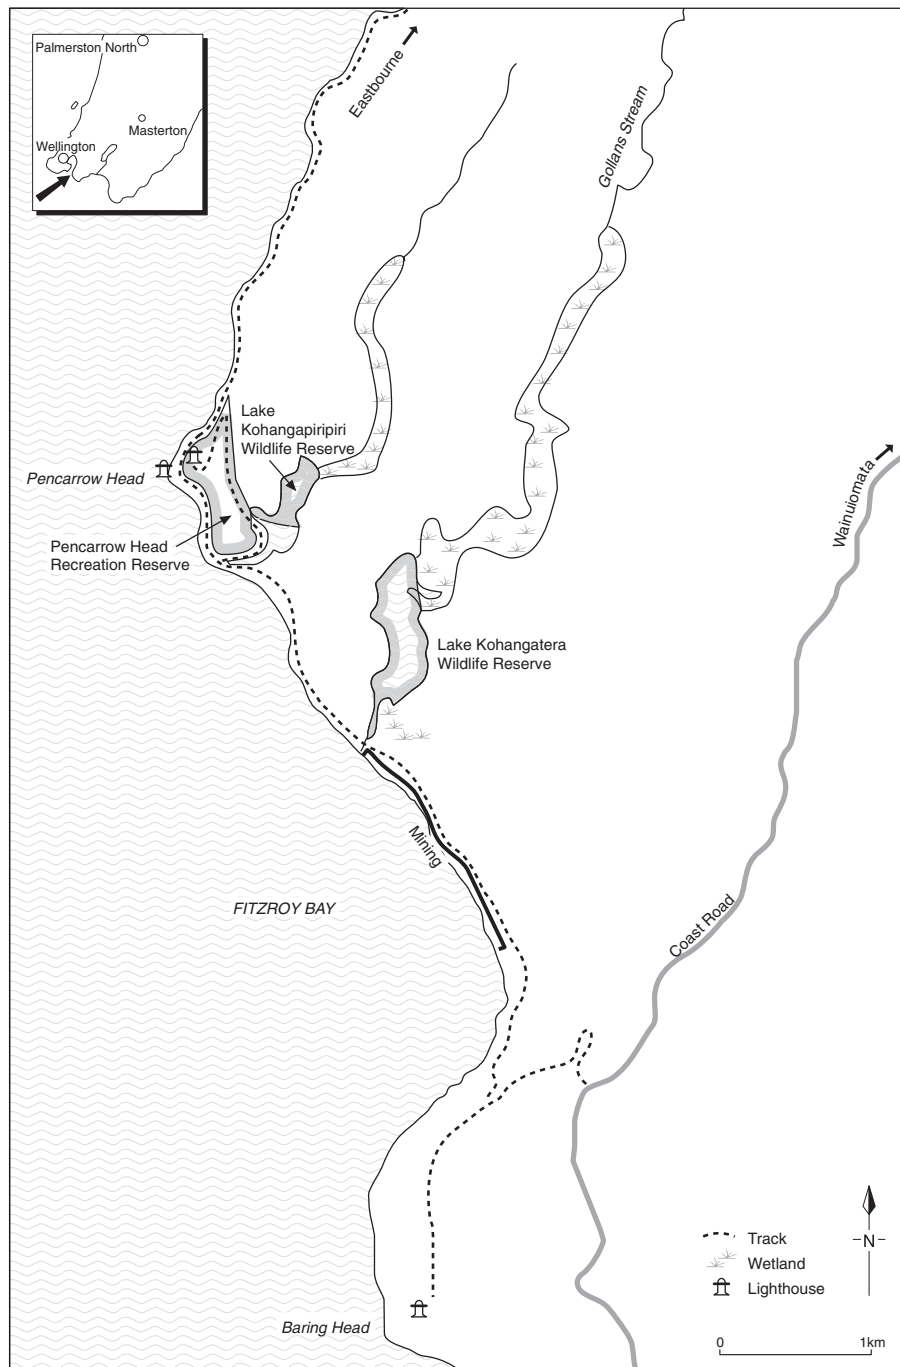 Palmerston North
Masterton
Wellington
Eastbourne
Gollans Stream
Lake
Kohangapiripiri
Wildlife Reserve
Pencarrow Head
Wainuiomata
Pencarrow Head
Recreation Reserve
Lake Kohangatera
Wildlife Reserve
Mining
FITZROY BAY
Coast Road
Track
N
Wetland
Lighthouse
Baring Head
0
1km